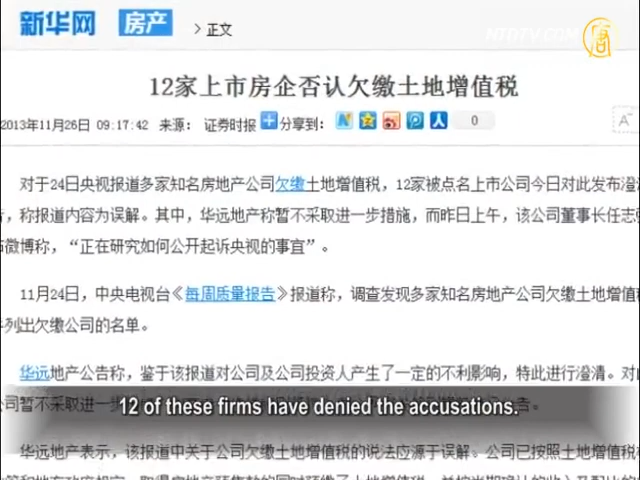 新华网 房产 > 正文
NTDTV.COM
12家上市房企否认欠缴土地增值税
2013年11月26日 09:17:42 来源: 证券时报 分享到: 0 A
对于24日央视报道多家知名房地产公司欠缴土地增值税，12家被点名上市公司今日对此发布澄
，称报道内容为误解。其中，华远地产称暂不采取进一步措施，而昨日上午，该公司董事长任志
微博称，“正在研究如何公开起诉央视的事宜”。
11月24日，中央电视台《每周质量报告》报道称，调查发现多家知名房地产公司欠缴土地增值
列出欠缴公司的名单。
华远地产公告称，鉴于该报道对公司及公司投资人产生了一定的不利影响，特此进行澄清。对
公司暂不采取进一步
12 of these firms have denied the accusations.
告。
华远地产表示，该报道中关于公司欠缴土地增值税的说法应源于误解。公司已按照土地增值税